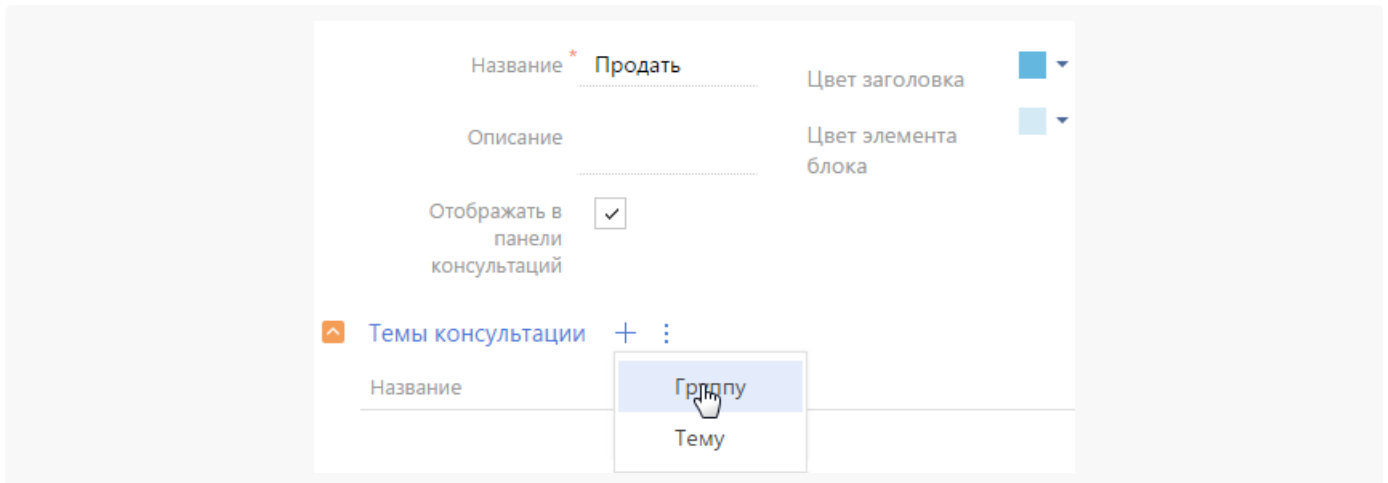 Название * Продать
Цвет заголовка
Описание
Цвет элемента
блока
Отображать в
панели
консультаций
Темы консультации
Название
Группу
Тему